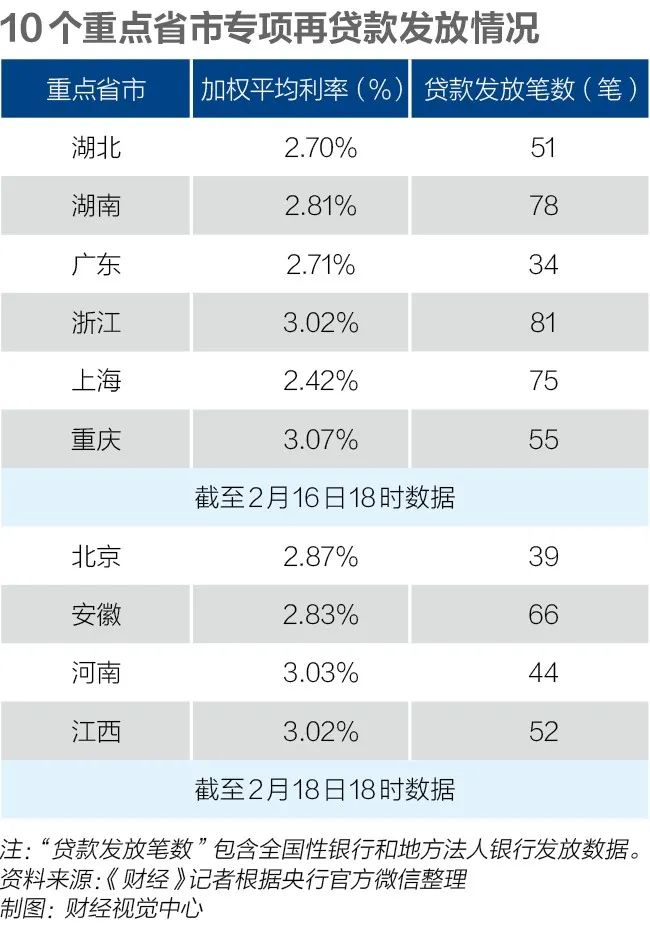 10个重点省市专项再贷款发放情况
重点省市 加权平均利率(%) 贷款发放笔数(笔)
湖北 2.70% 51
湖南 2.81% 78
广东 2.71% 34
浙江 3.02% 81
上海 2.42% 75
重庆 3.07% 55
截至2月16日18时数据
北京 2.87% 39
安徽 2.83% 66
河南 3.03% 44
江西 3.02% 52
截至2月18日18时数据
注：“贷款发放笔数”包含全国性银行和地方法人银行发放数据。
资料来源：《财经》记者根据央行官方微信整理
制图：财经视觉中心